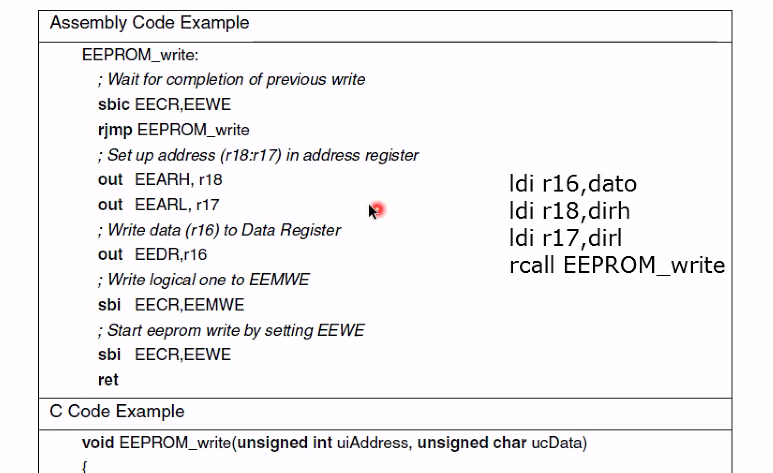 Assembly Code Example
EEPROM_write:
; Wait for completion of previous write
sbic EECR,EEWE
rjmp EEPROM_write
; Set up address (r18:r17) in address register
out EEARH, r18
out EEARL, r17
; Write data (r16) to Data Register
out EEDR,r16
; Write logical one to EEMWE
sbi EECR,EEMWE
; Start eeprom write by setting EEWE
sbi EECR,EEWE
ret
ldi r16,dato
ldi r18,dirh
ldi r17,dirl
rcall EEPROM_write
C Code Example
void EEPROM_write(unsigned int uiAddress, unsigned char ucData)
{